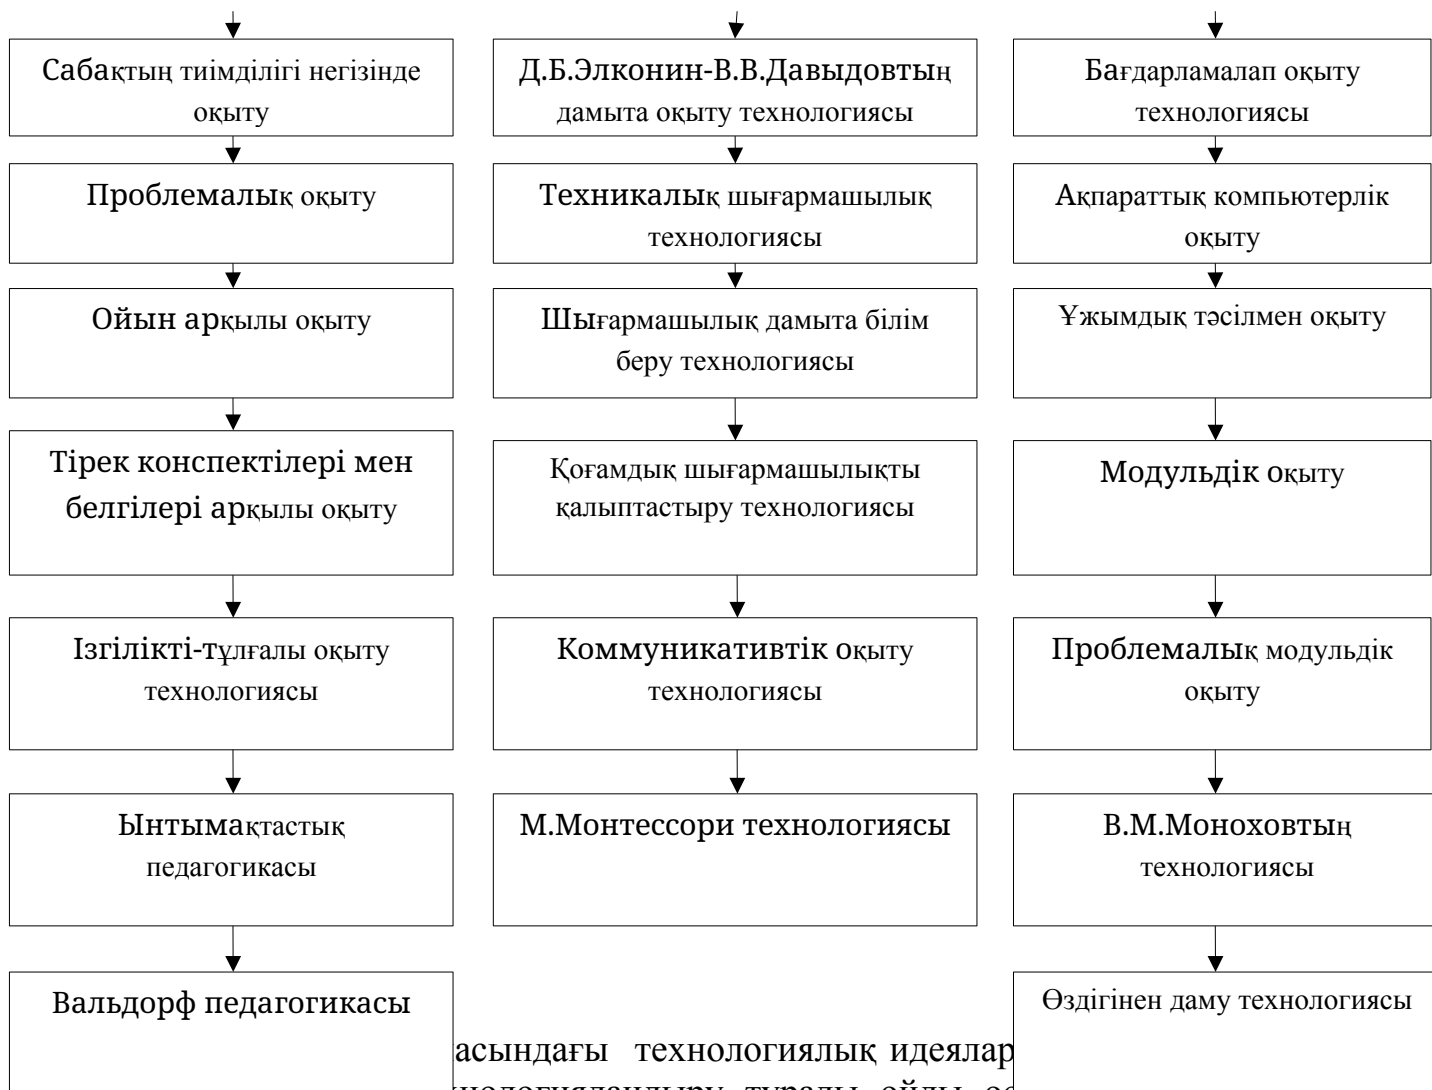 Сабақтың тиімділігі негізінде
оқыту
Проблемалық оқыту
Ойын арқылы оқыту
Тірек конспектілері мен
белгілері арқылы оқыту
Ізгілікті-тұлғалы оқыту
технологиясы
Ынтымақтастық
педагогикасы
Вальдорф педагогикасы
Д.Б.Элконин-В.В.Давыдовтың
дамыта оқыту технологиясы
Техникалық шығармашылық
технологиясы
Шығармашылық дамыта білім
беру технологиясы
Қоғамдық шығармашылықты
қалыптастыру технологиясы
Коммуникативтік оқыту
технологиясы
М.Монтессори технологиясы
Бағдарламалап оқыту
технологиясы
Ақпараттық компьютерлік
оқыту
Ұжымдық тәсілмен оқыту
Модульдік оқыту
Проблемалық модульдік
оқыту
В.М.Моноховтың
технологиясы
Өздігінен даму технологиясы
асындағы технологиялық идеялар
туралы ойды